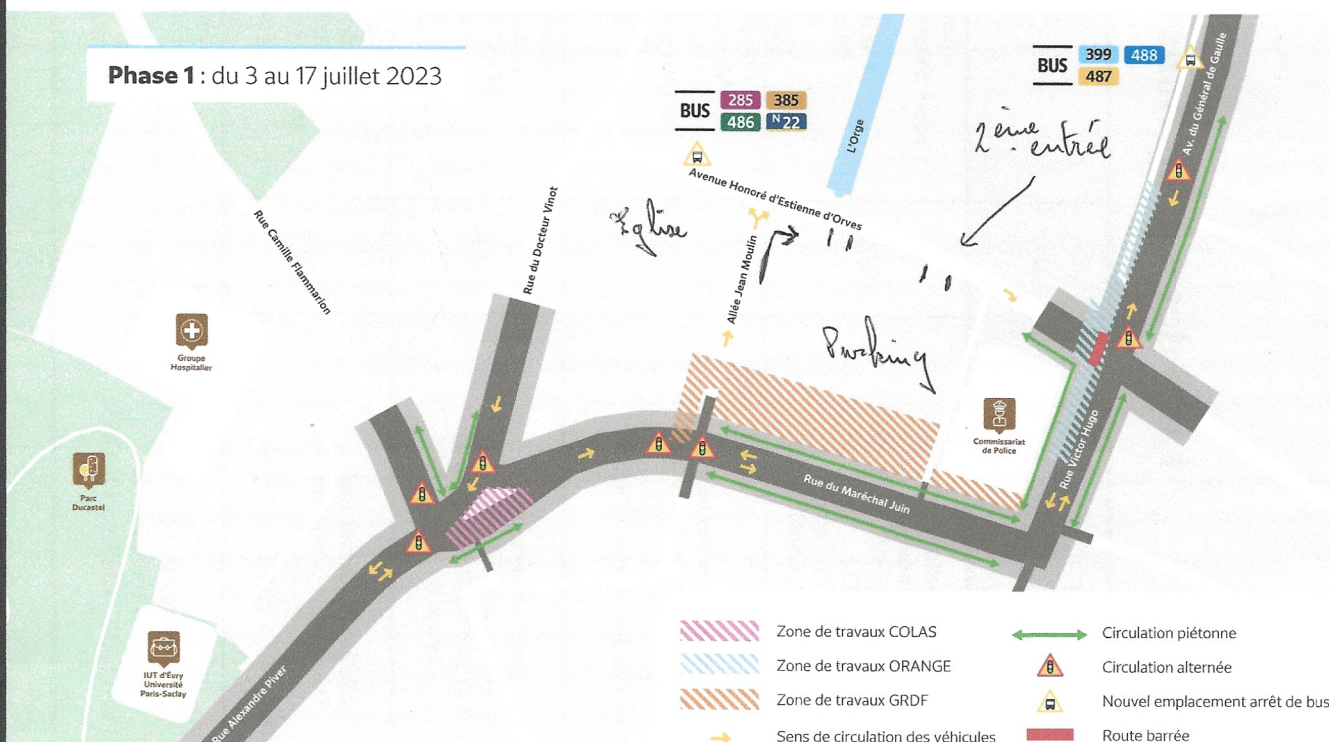 Phase 1 : du 3 au 17 juillet 2023
BUS 285 385
486 N22
BUS 399 488
487
Av. du Général de Gaulle
L'Orge
2ème entrée
Avenue Honoré d'Estienne d'Orves
Eglise
Rue du Docteur Vinot
Rue Camille Flammarion
Allée Jean Moulin
Parking
Groupe
Hospitalier
Commissariat
de Police
Rue Victor Hugo
Parc
Ducastel
Rue du Maréchal Juin
IUT d'Évry
Université
Paris-Saclay
Rue Alexandre Piver
Zone de travaux COLAS
Zone de travaux ORANGE
Zone de travaux GRDF
Sens de circulation des véhicules
Circulation piétonne
Circulation alternée
Nouvel emplacement arrêt de bus
Route barrée